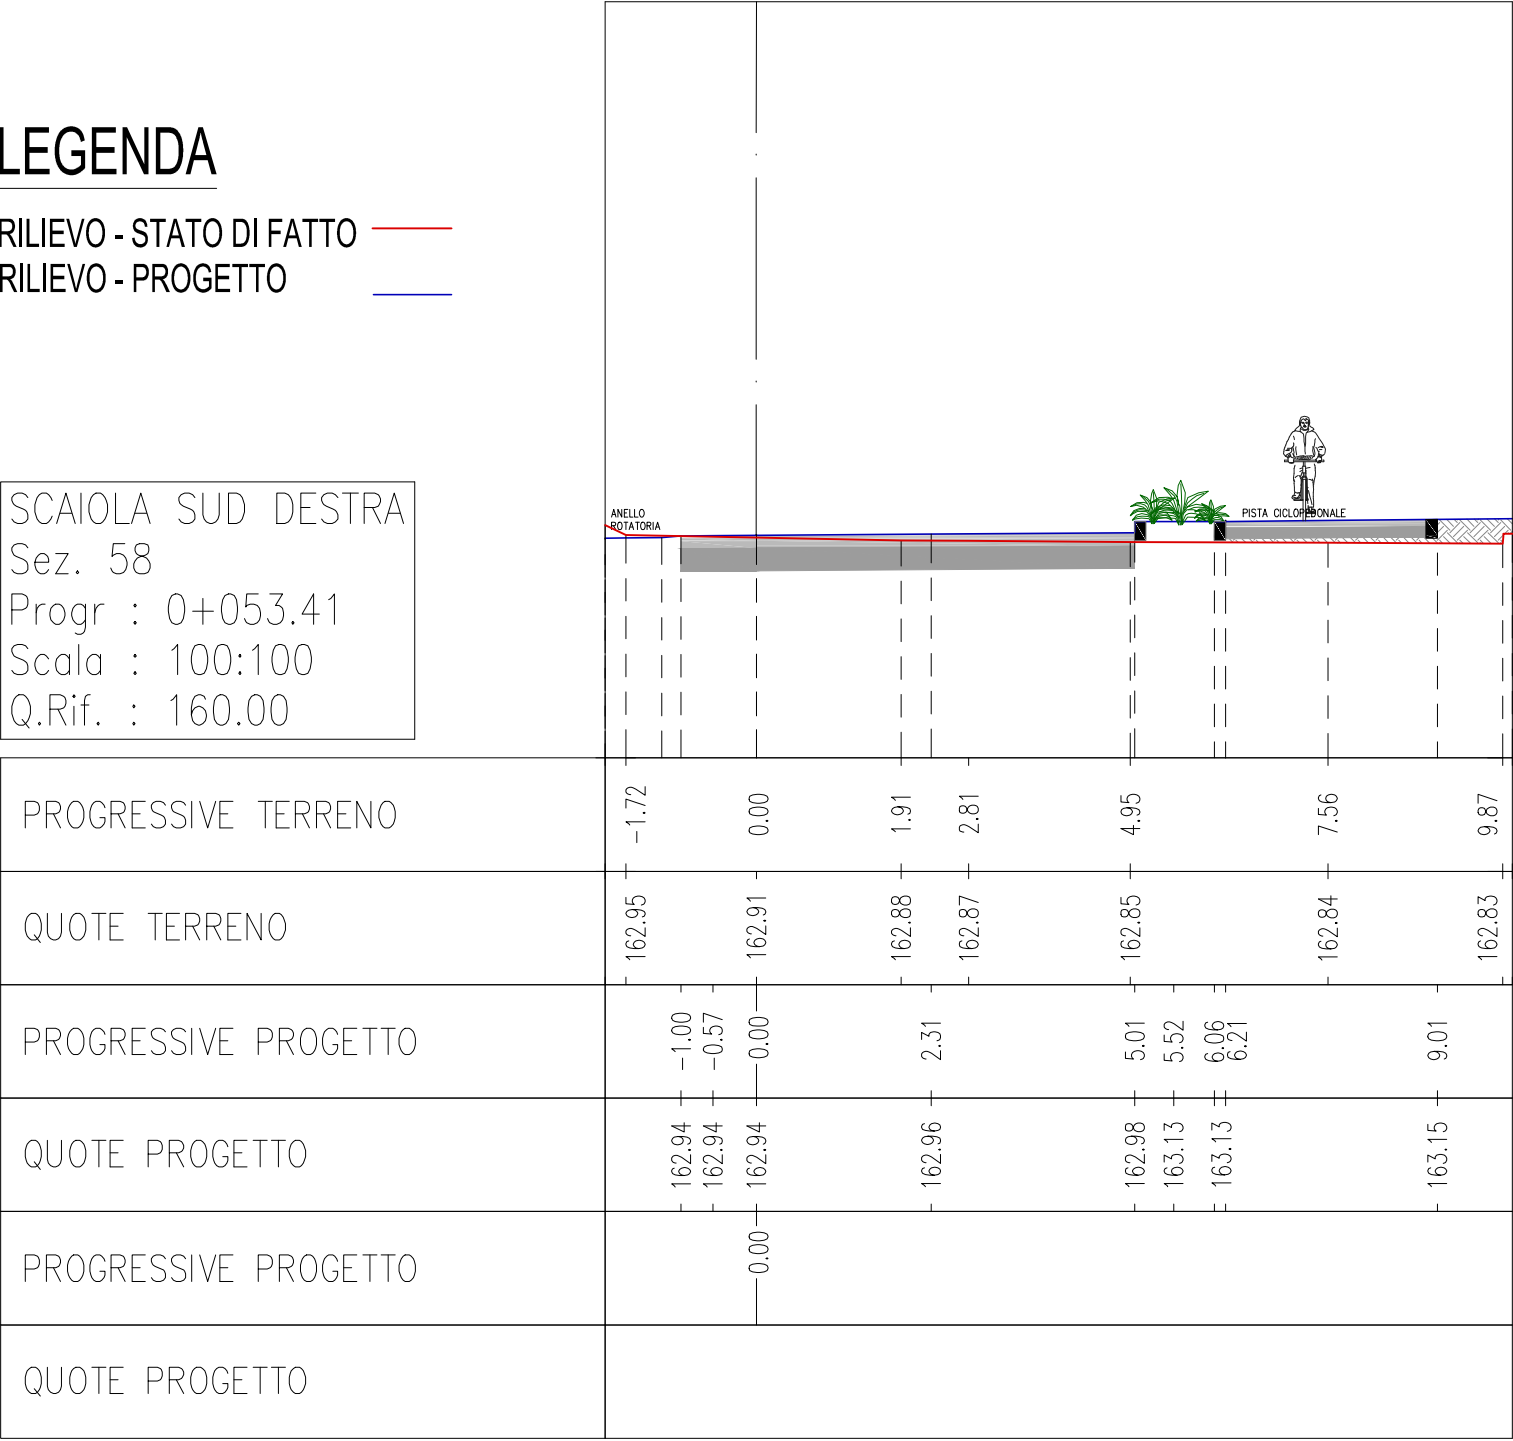 LEGENDA
RILIEVO - STATO DI FATTO
RILIEVO - PROGETTO
SCAIOLA SUD DESTRA
Sez. 58
Progr : 0+053.41
Scala : 100:100
Q.Rif. : 160.00
ANELLO
ROTATORIA
PISTA CICLOPEDONALE
PROGRESSIVE TERRENO -1.72 0.00 1.91 2.81 4.95 7.56 9.87
QUOTE TERRENO 162.95 162.91 162.88 162.87 162.85 162.84 162.83
PROGRESSIVE PROGETTO -1.00 -0.57 0.00 2.31 5.01 5.52 6.06 6.21 9.01
QUOTE PROGETTO 162.94 162.94 162.94 162.96 162.98 163.13 163.13 163.15
PROGRESSIVE PROGETTO 0.00
QUOTE PROGETTO